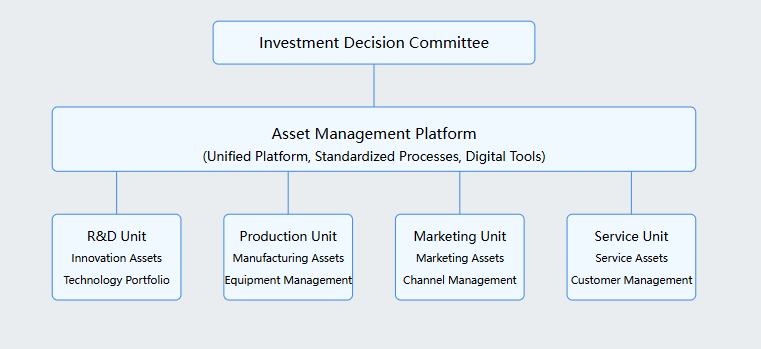 Investment Decision Committee
Asset Management Platform
(Unified Platform, Standardized Processes, Digital Tools)
R&D Unit
Innovation Assets
Technology Portfolio
Production Unit
Manufacturing Assets
Equipment Management
Marketing Unit
Marketing Assets
Channel Management
Service Unit
Service Assets
Customer Management